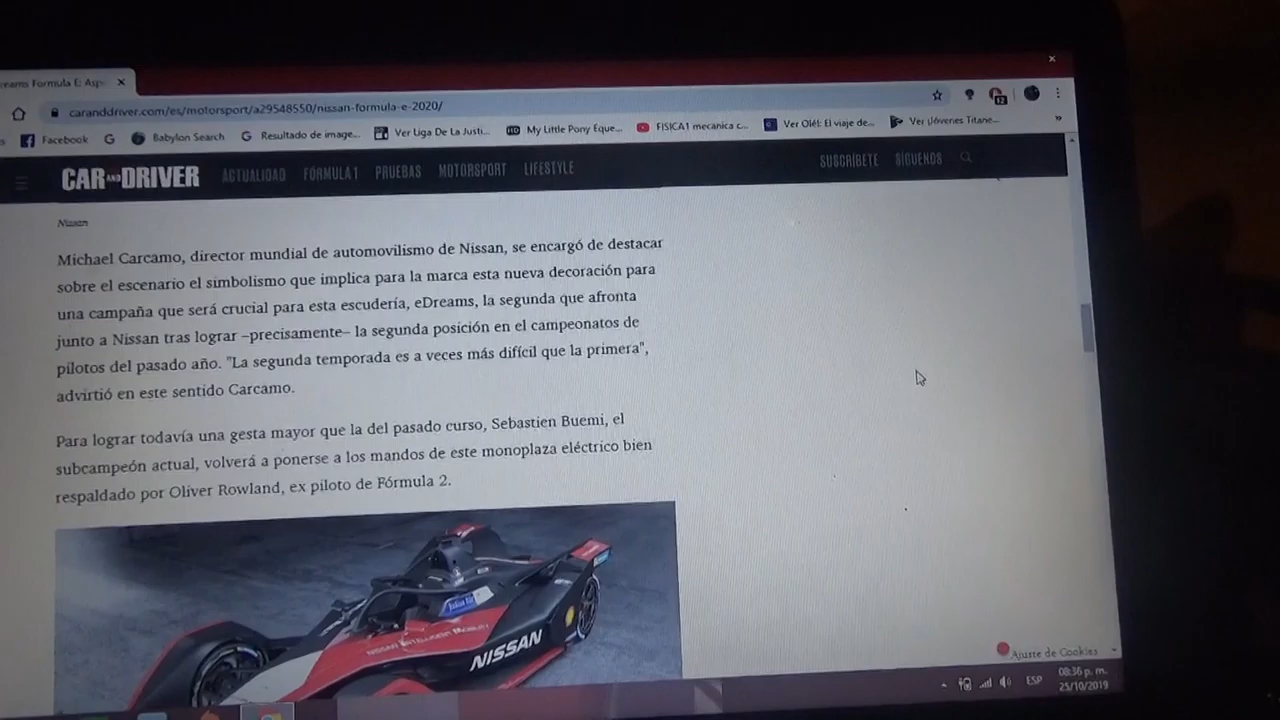 eams Formula E: Asp
caranddriver.com/es/motorsport/a29548550/nissan-formula-e-2020/
s Facebook G Babylon Search Resultado de image... Ver Liga De La Justi... My Little Pony Eque... FISICA1 mecanica c... Ver Olé!: El viaje de... Ver ¡Jóvenes Titane... »
CAR AND DRIVER ACTUALIDAD FÓRMULA 1 PRUEBAS MOTORSPORT LIFESTYLE SUSCRÍBETE SÍGUENOS
Nissan
Michael Carcamo, director mundial de automovilismo de Nissan, se encargó de destacar
sobre el escenario el simbolismo que implica para la marca esta nueva decoración para
una campaña que será crucial para esta escudería, eDreams, la segunda que afronta
junto a Nissan tras lograr –precisamente– la segunda posición en el campeonatos de
pilotos del pasado año. "La segunda temporada es a veces más difícil que la primera",
advirtió en este sentido Carcamo.
Para lograr todavía una gesta mayor que la del pasado curso, Sebastien Buemi, el
subcampeón actual, volverá a ponerse a los mandos de este monoplaza eléctrico bien
respaldado por Oliver Rowland, ex piloto de Fórmula 2.
NISSAN INTELLIGENT MOBILITY
NISSAN
Ajuste de Cookies
ESP
08:36 p. m.
25/10/2019